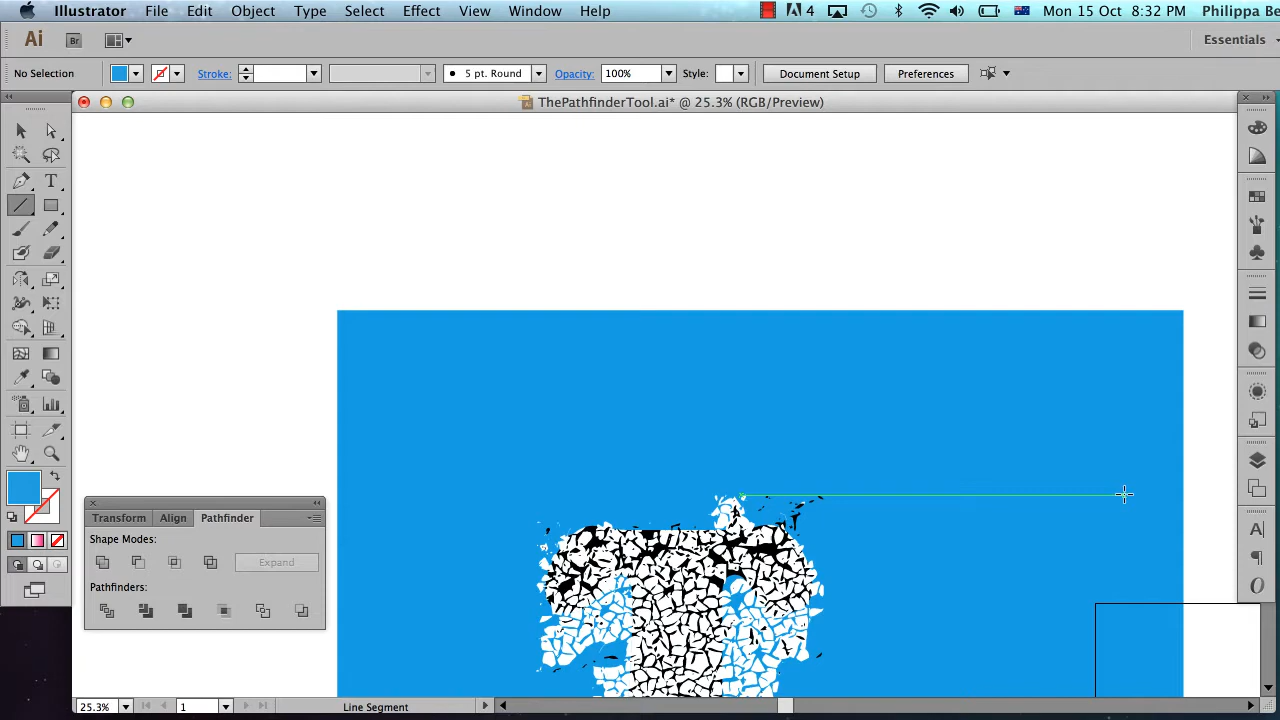 Illustrator File Edit Object Type Select Effect View Window Help 4 Mon 15 Oct 8:32 PM Philippa Be
Ai Br Essentials
No Selection Stroke: 5 pt. Round Opacity: 100% Style: Document Setup Preferences
ThePathfinderTool.ai* @ 25.3% (RGB/Preview)
T
Transform Align Pathfinder
Shape Modes:
Expand
Pathfinders:
A
25.3% 1 Line Segment